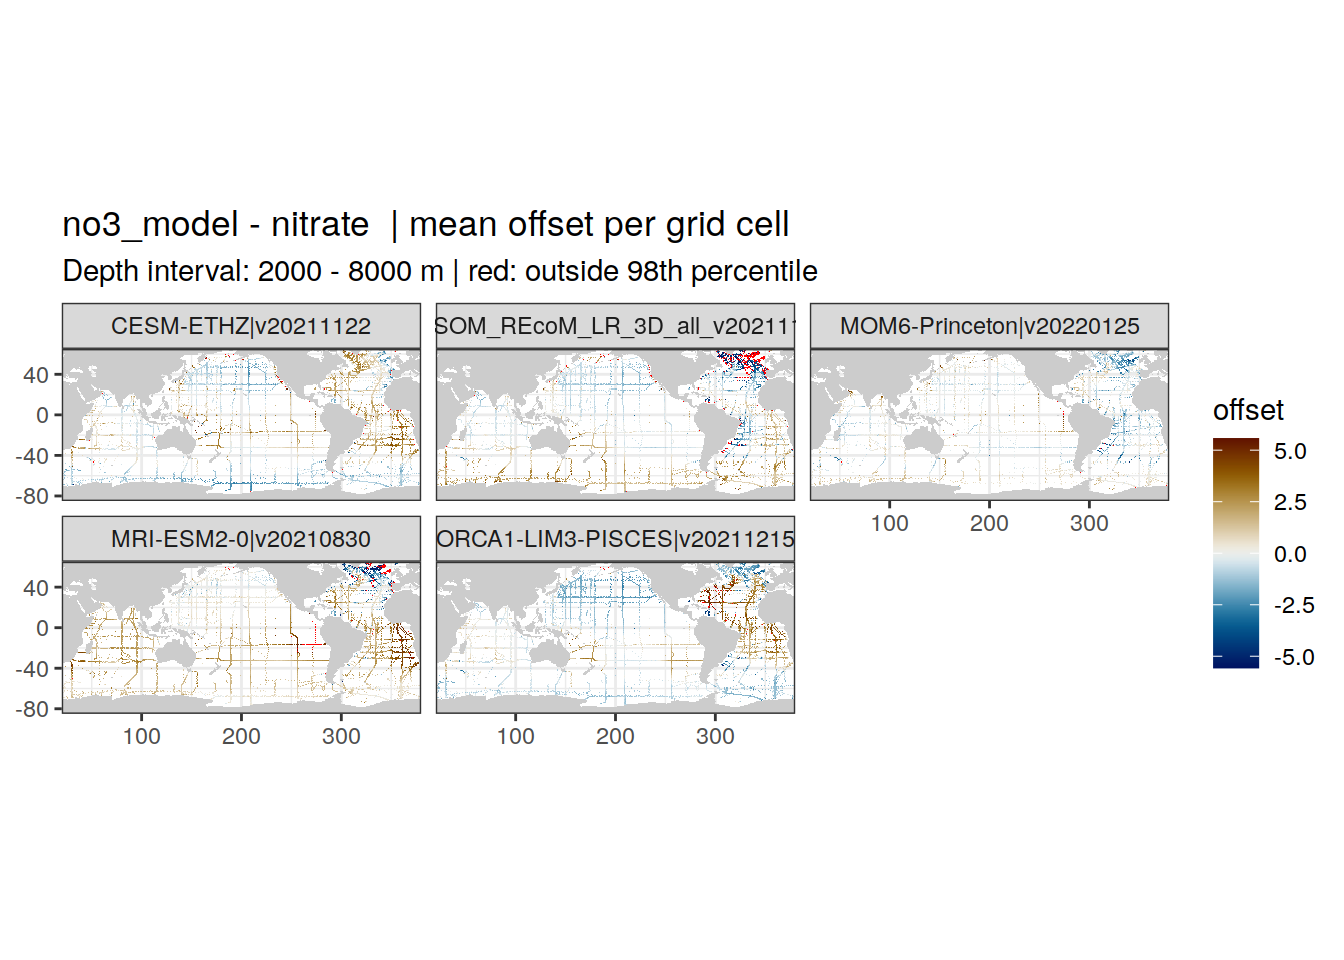 no3_model - nitrate | mean offset per grid cell
Depth interval: 2000 - 8000 m | red: outside 98th percentile
CESM-ETHZ|v20211122
SOM_REcoM_LR_3D_all_v20211
MOM6-Princeton|v20220125
40
0
-40
-80
100
200
300
MRI-ESM2-0|v20210830
ORCA1-LIM3-PISCES|v20211215
40
0
-40
-80
100
200
300
100
200
300
offset
5.0
2.5
0.0
-2.5
-5.0